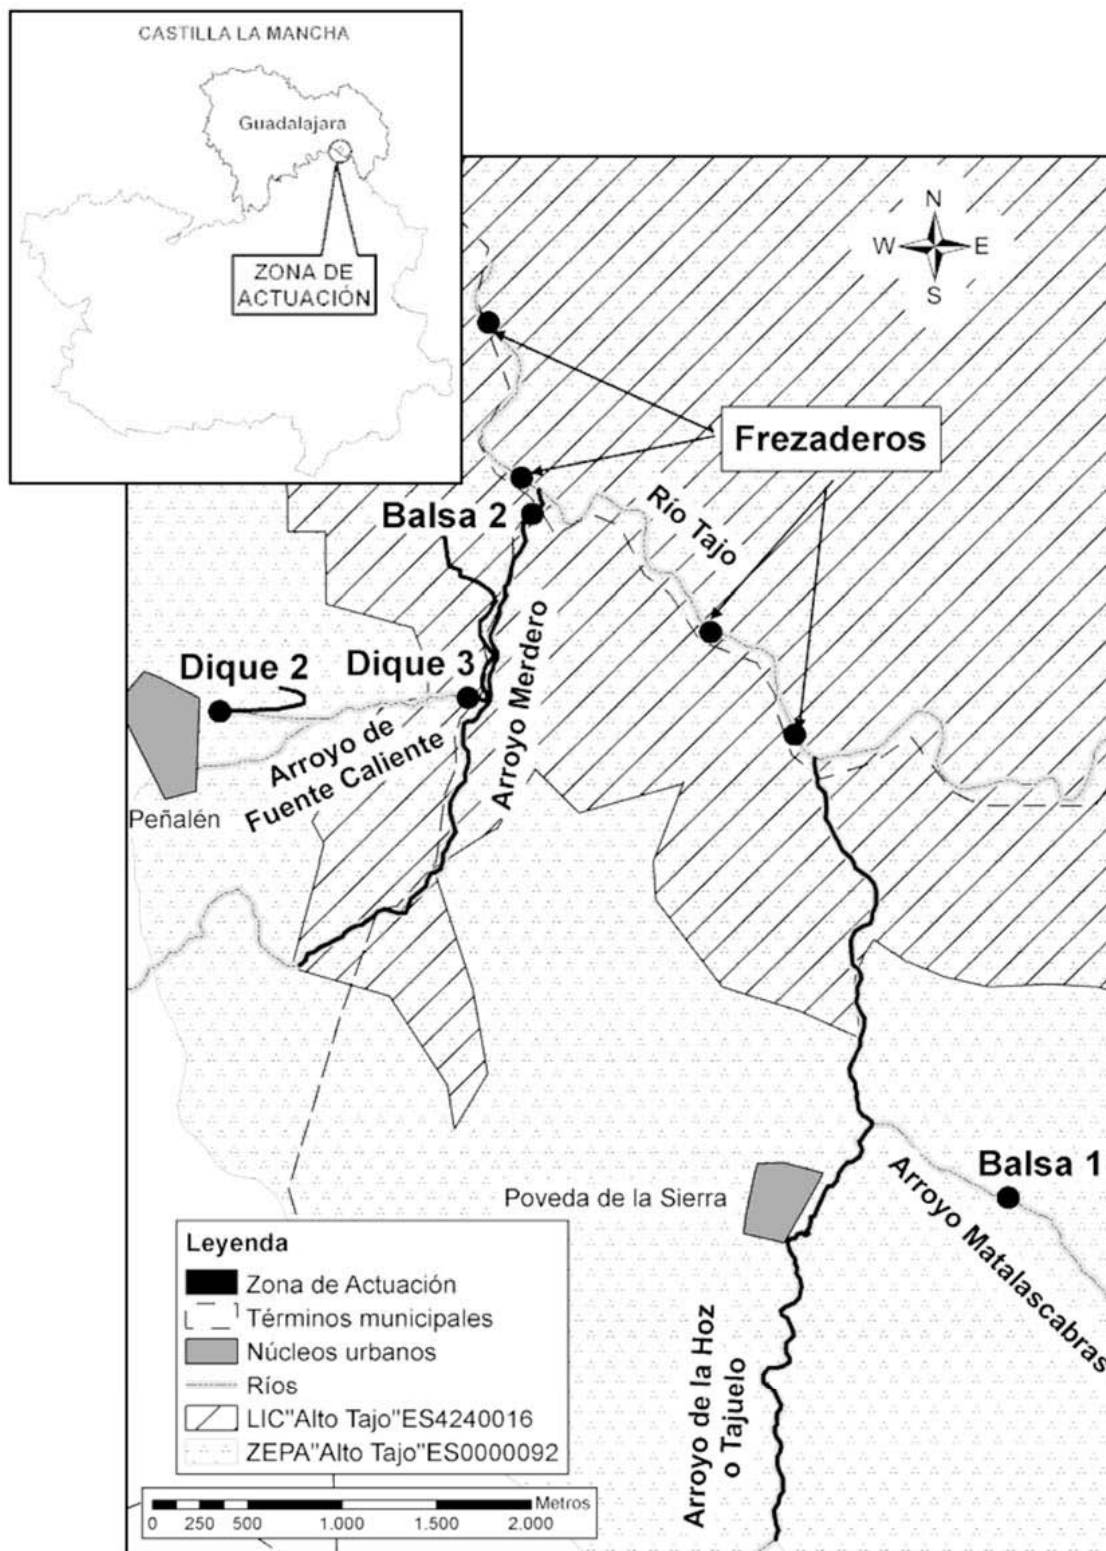 CASTILLA LA MANCHA
Guadalajara
ZONA DE
ACTUACIÓN
N
W
E
S
Frezaderos
Río Tajo
Balsa 2
Arroyo Merdero
Dique 2
Dique 3
Arroyo de
Fuente Caliente
Peñalén
Poveda de la Sierra
Balsa 1
Arroyo Matalascabras
Arroyo de la Hoz
o Tajuelo
Leyenda
Zona de Actuación
Términos municipales
Núcleos urbanos
Ríos
LIC"Alto Tajo"ES4240016
ZEPA"Alto Tajo"ES0000092
Metros
0 250 500 1.000 1.500 2.000